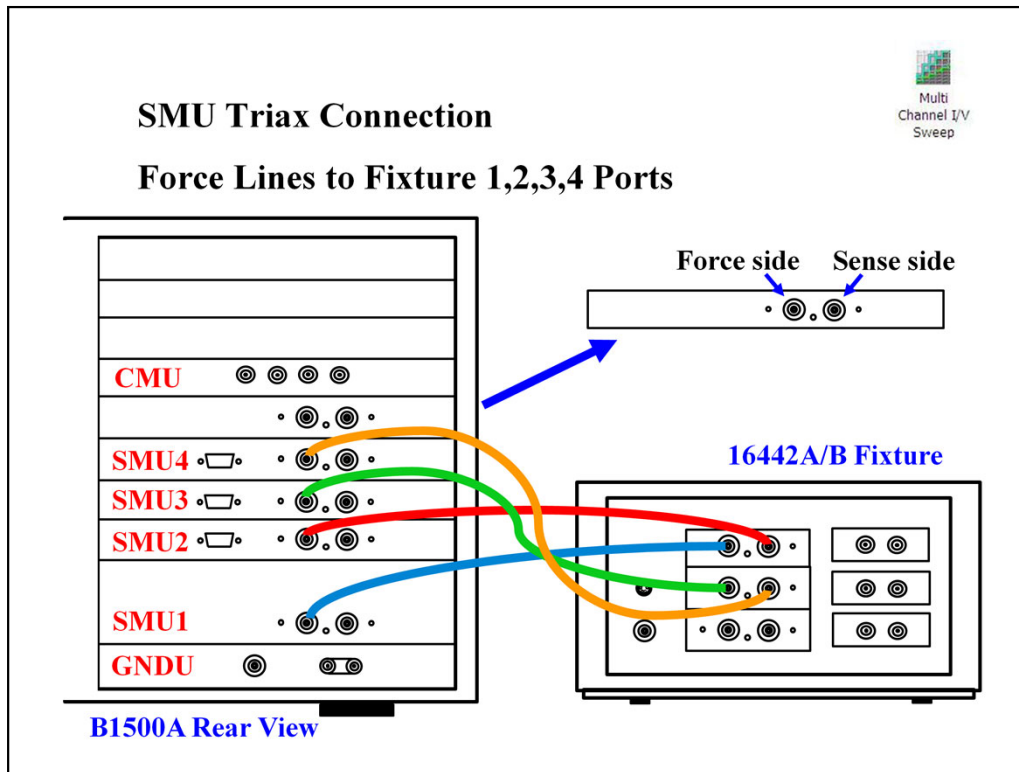 Multi
Channel I/V
Sweep
SMU Triax Connection
Force Lines to Fixture 1,2,3,4 Ports
Force side
Sense side
CMU
SMU4
SMU3
SMU2
SMU1
GNDU
16442A/B Fixture
B1500A Rear View